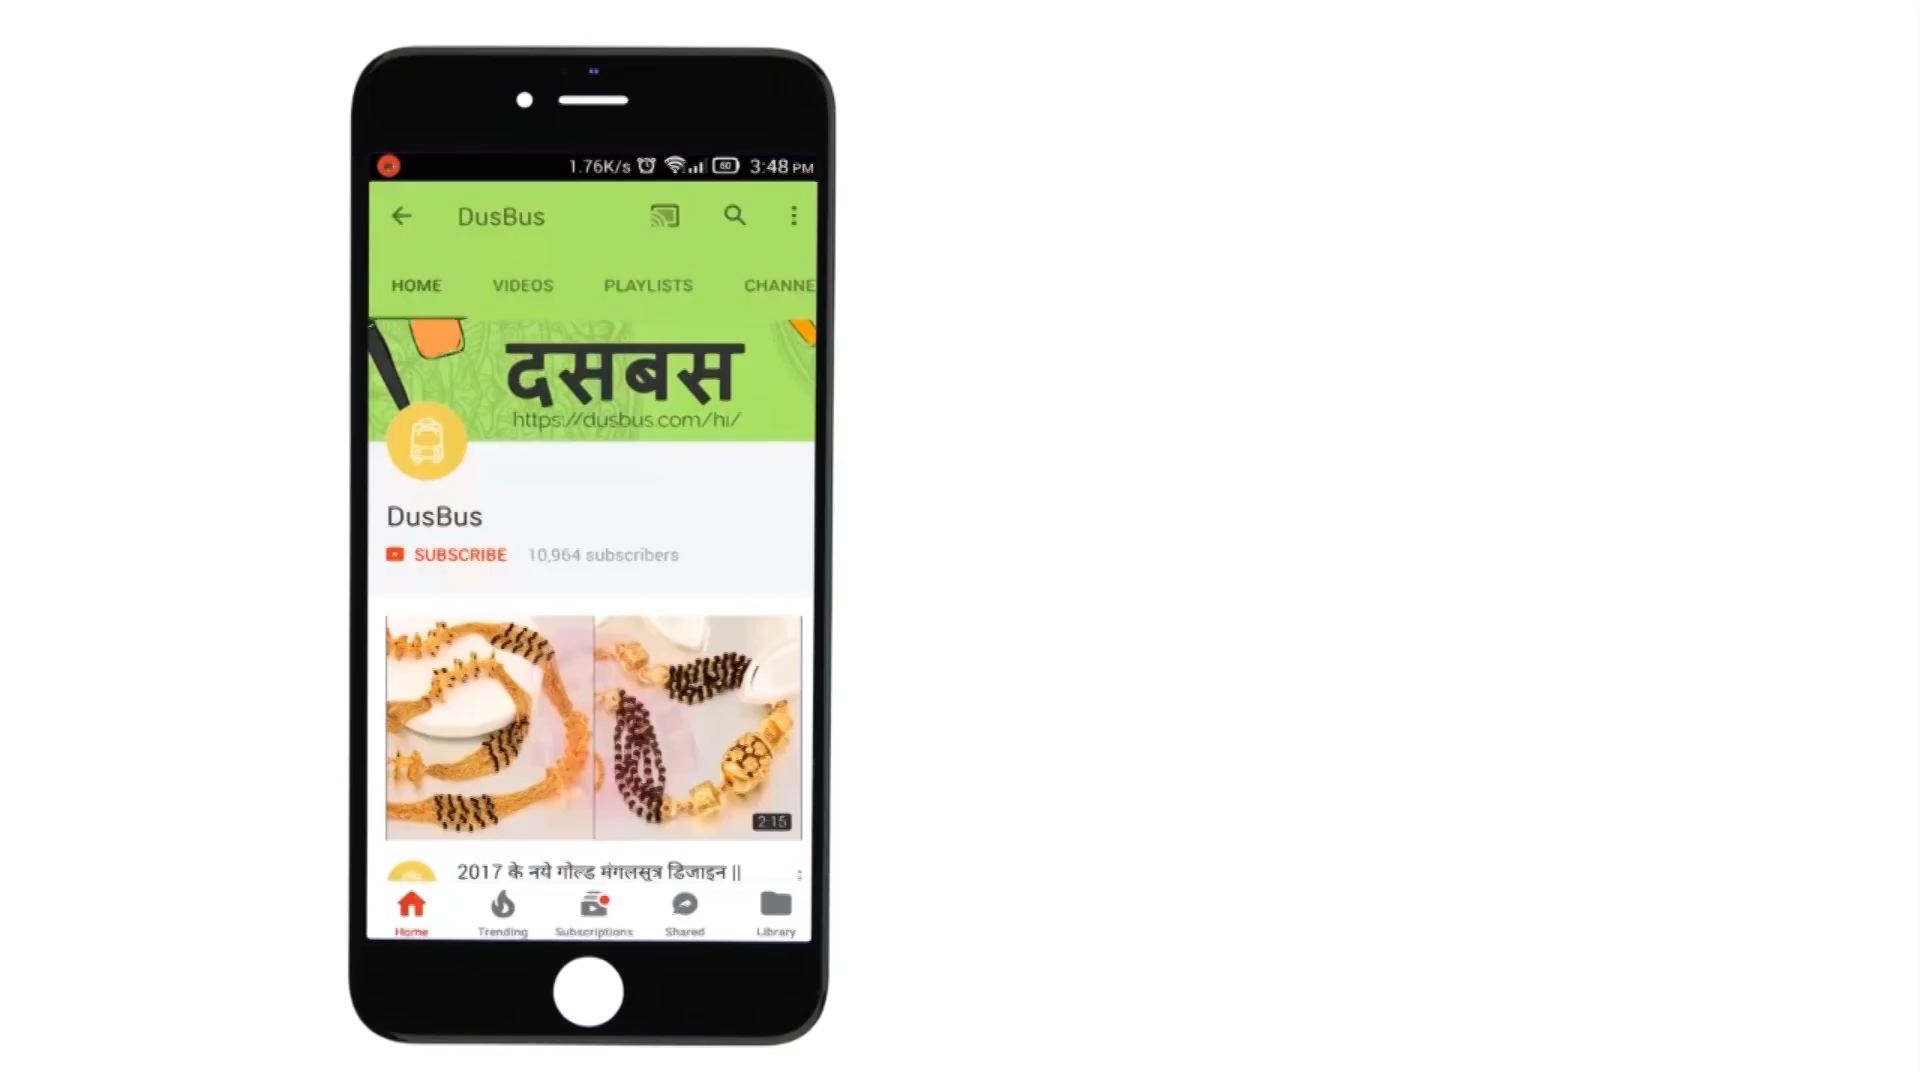 1.76K/s 60 3:48 PM
DusBus
HOME VIDEOS PLAYLISTS CHANNE
दसबस
https://dusbus.com/hi/
DusBus
SUBSCRIBE 10,964 subscribers
2:15
2017 के नये गोल्ड मंगलसुत्र डिजाइन ||
Home Trending Subscriptions Shared Library